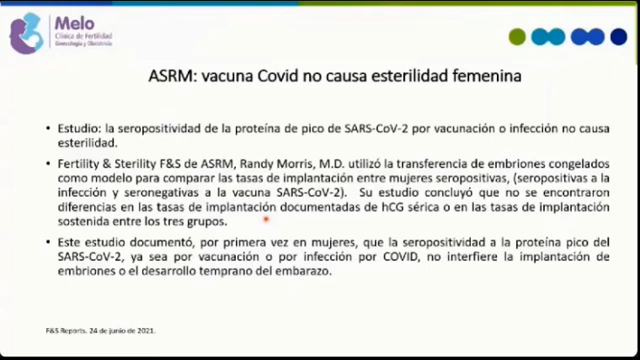 Melo
Clínica de Fertilidad
Ginecología y Obstetricia
ASRM: vacuna Covid no causa esterilidad femenina
• Estudio: la seropositividad de la proteína de pico de SARS-CoV-2 por vacunación o infección no causa
esterilidad.
• Fertility & Sterility F&S de ASRM, Randy Morris, M.D. utilizó la transferencia de embriones congelados
como modelo para comparar las tasas de implantación entre mujeres seropositivas, (seropositivas a la
infección y seronegativas a la vacuna SARS-CoV-2). Su estudio concluyó que no se encontraron
diferencias en las tasas de implantación documentadas de hCG sérica o en las tasas de implantación
sostenida entre los tres grupos.
• Este estudio documentó, por primera vez en mujeres, que la seropositividad a la proteína pico del
SARS-CoV-2, ya sea por vacunación o por infección por COVID, no interfiere la implantación de
embriones o el desarrollo temprano del embarazo.
F&S Reports. 24 de junio de 2021.